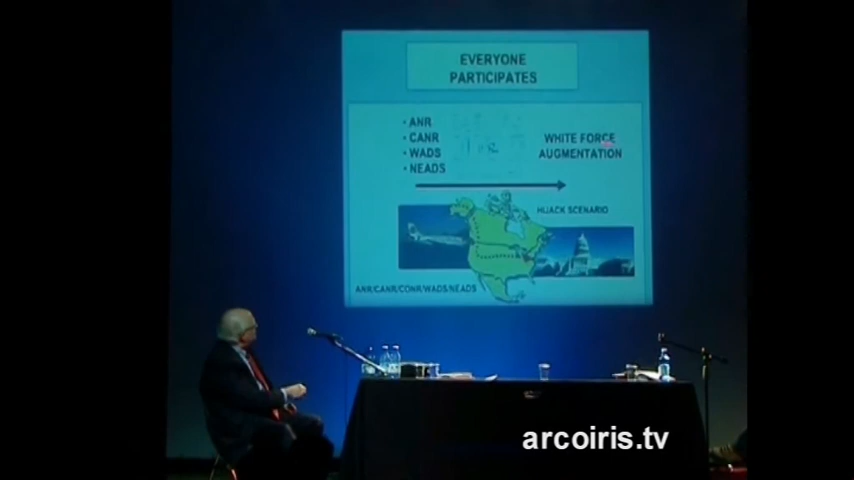 EVERYONE
PARTICIPATES
• ANR
• CANR
• WADS
• NEADS
WHITE FORCE
AUGMENTATION
HIJACK SCENARIO
ANR/CANR/CONR/WADS/NEADS
arcoiris.tv